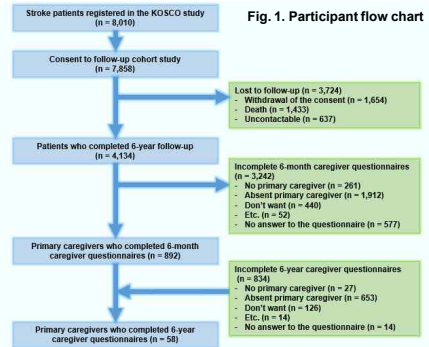 Fig. 1. Participant flow chart
Stroke patients registered in the KOSCO study
(n = 8,010)
Consent to follow-up cohort study
(n = 7,858)
Lost to follow-up (n = 3,724)
- Withdrawal of the consent (n = 1,654)
- Death (n = 1,433)
- Uncontactable (n = 637)
Patients who completed 6-year follow-up
(n = 4,134)
Incomplete 6-month caregiver questionnaires
(n = 3,242)
- No primary caregiver (n = 261)
- Absent primary caregiver (n = 1,912)
- Don't want (n = 440)
- Etc. (n = 52)
- No answer to the questionnaire (n = 577)
Primary caregivers who completed 6-month
caregiver questionnaires (n = 892)
Incomplete 6-year caregiver questionnaires
(n = 834)
- No primary caregiver (n = 27)
- Absent primary caregiver (n = 653)
- Don't want (n = 126)
- Etc. (n = 14)
- No answer to the questionnaire (n = 14)
Primary caregivers who completed 6-year
caregiver questionnaires (n = 58)